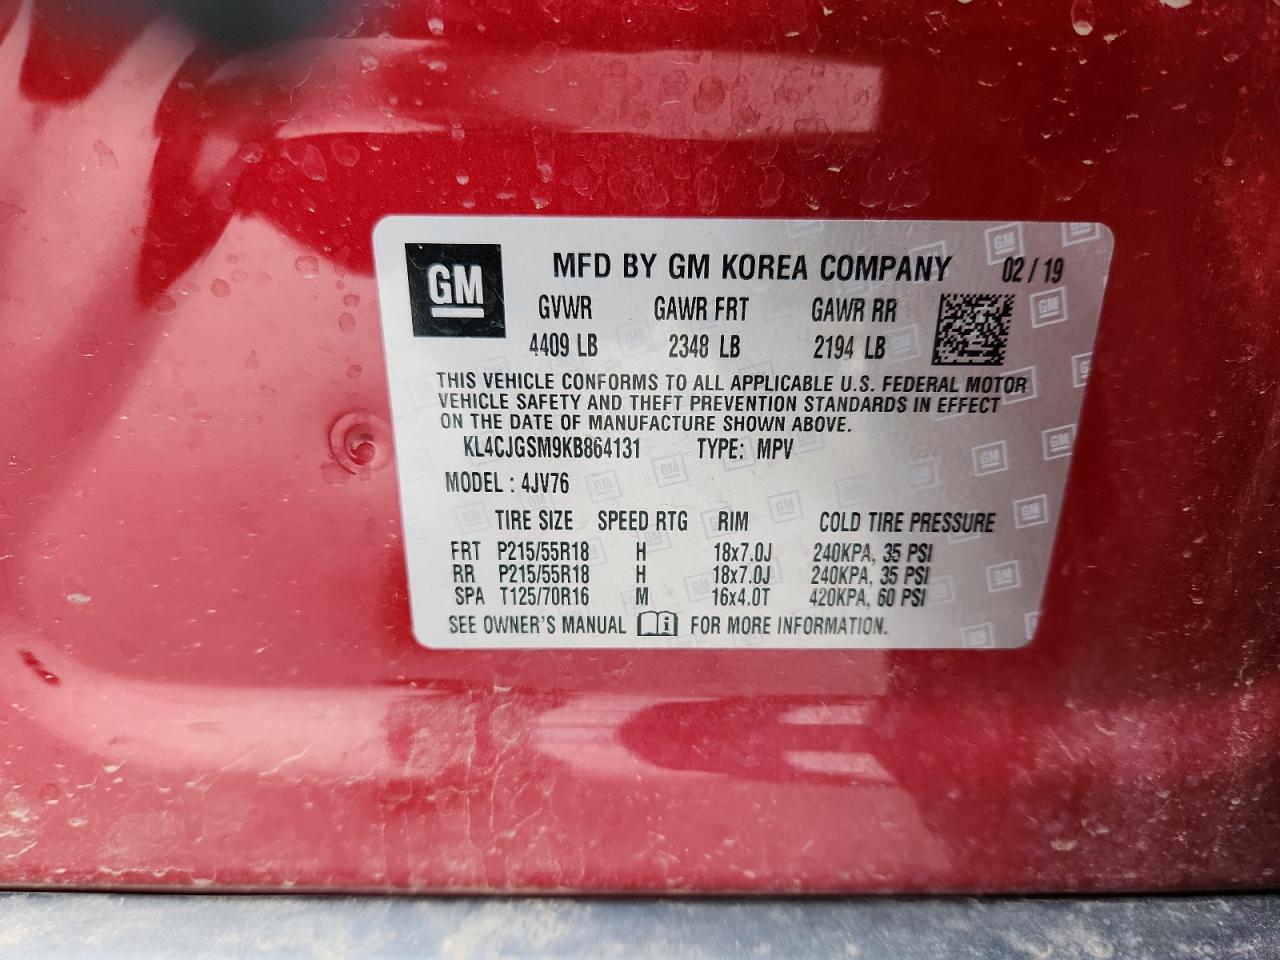 GM
MFD BY GM KOREA COMPANY 02 / 19
GVWR GAWR FRT GAWR RR
4409 LB 2348 LB 2194 LB
THIS VEHICLE CONFORMS TO ALL APPLICABLE U.S. FEDERAL MOTOR
VEHICLE SAFETY AND THEFT PREVENTION STANDARDS IN EFFECT
ON THE DATE OF MANUFACTURE SHOWN ABOVE.
KL4CJGSM9KB864131 TYPE: MPV
MODEL : 4JV76
TIRE SIZE SPEED RTG RIM COLD TIRE PRESSURE
FRT P215/55R18 H 18x7.0J 240KPA, 35 PSI
RR P215/55R18 H 18x7.0J 240KPA, 35 PSI
SPA T125/70R16 M 16x4.0T 420KPA, 60 PSI
SEE OWNER'S MANUAL FOR MORE INFORMATION.